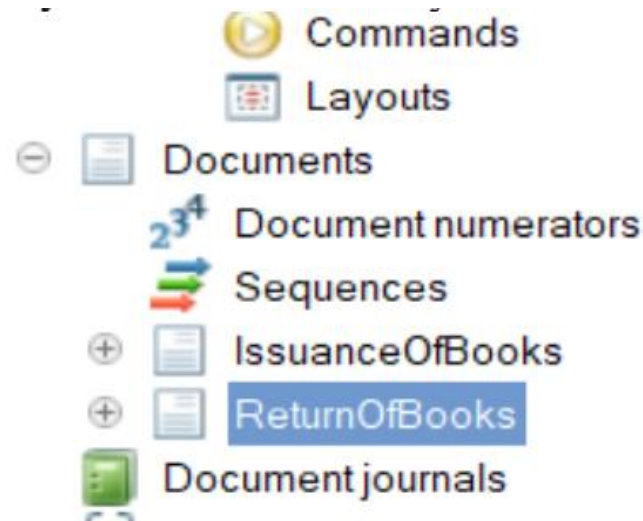 Commands
Layouts
Documents
Document numerators
Sequences
IssuanceOfBooks
ReturnOfBooks
Document journals